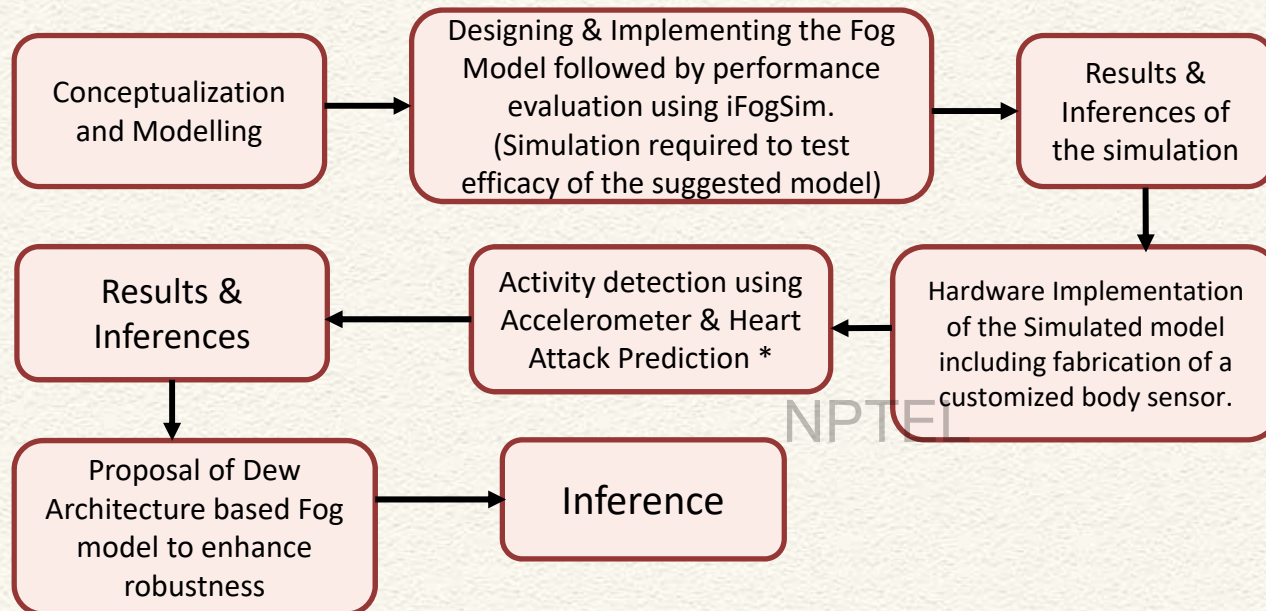 Conceptualization
and Modelling
Designing & Implementing the Fog
Model followed by performance
evaluation using iFogSim.
(Simulation required to test
efficacy of the suggested model)
Results &
Inferences of
the simulation
Hardware Implementation
of the Simulated model
including fabrication of a
customized body sensor.
Activity detection using
Accelerometer & Heart
Attack Prediction *
Results &
Inferences
Proposal of Dew
Architecture based Fog
model to enhance
robustness
Inference
NPTEL